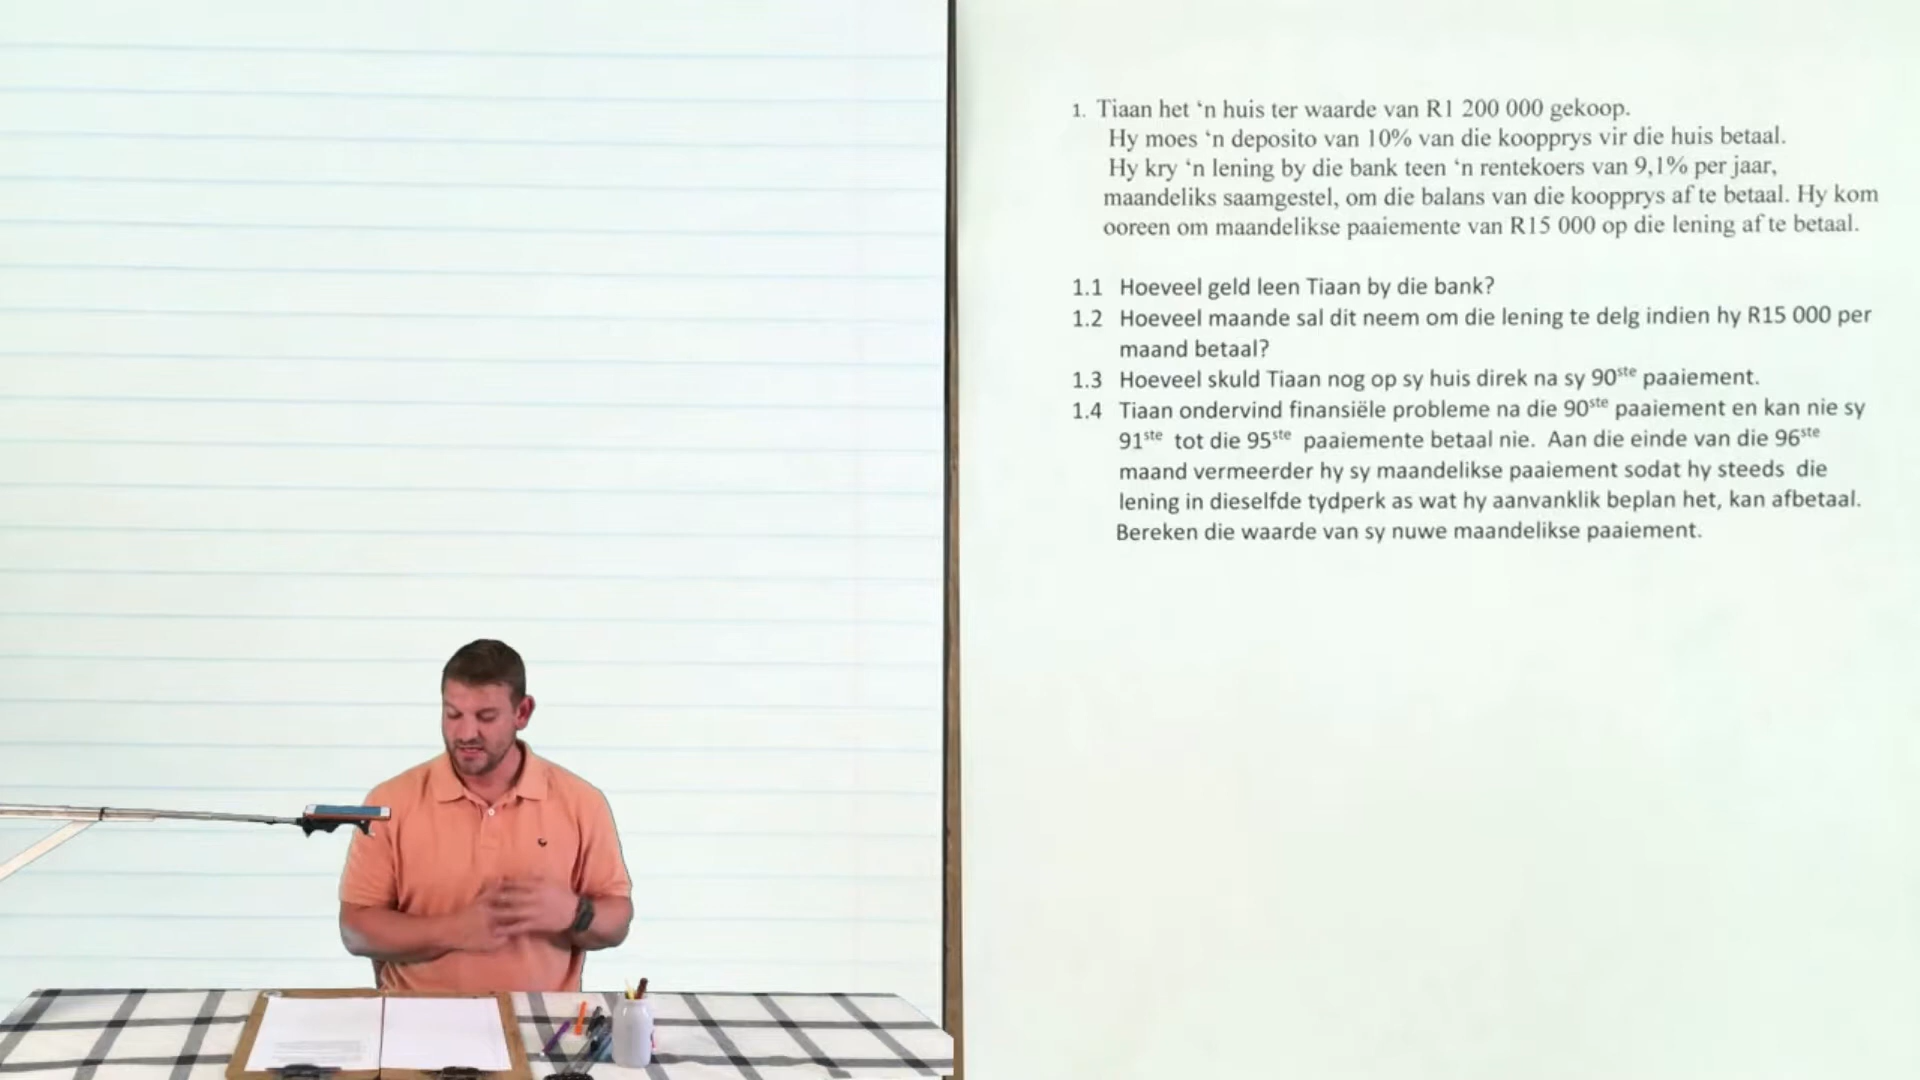 1. Tiaan het ‘n huis ter waarde van R1 200 000 gekoop.
Hy moes ‘n deposito van 10% van die koopprys vir die huis betaal.
Hy kry ‘n lening by die bank teen ‘n rentekoers van 9,1% per jaar,
maandeliks saamgestel, om die balans van die koopprys af te betaal. Hy kom
ooreen om maandelikse paaiemente van R15 000 op die lening af te betaal.
1.1 Hoeveel geld leen Tiaan by die bank?
1.2 Hoeveel maande sal dit neem om die lening te delg indien hy R15 000 per
maand betaal?
1.3 Hoeveel skuld Tiaan nog op sy huis direk na sy 90ste paaiement.
1.4 Tiaan ondervind finansiële probleme na die 90ste paaiement en kan nie sy
91ste tot die 95ste paaiemente betaal nie. Aan die einde van die 96ste
maand vermeerder hy sy maandelikse paaiement sodat hy steeds die
lening in dieselfde tydperk as wat hy aanvanklik beplan het, kan afbetaal.
Bereken die waarde van sy nuwe maandelikse paaiement.